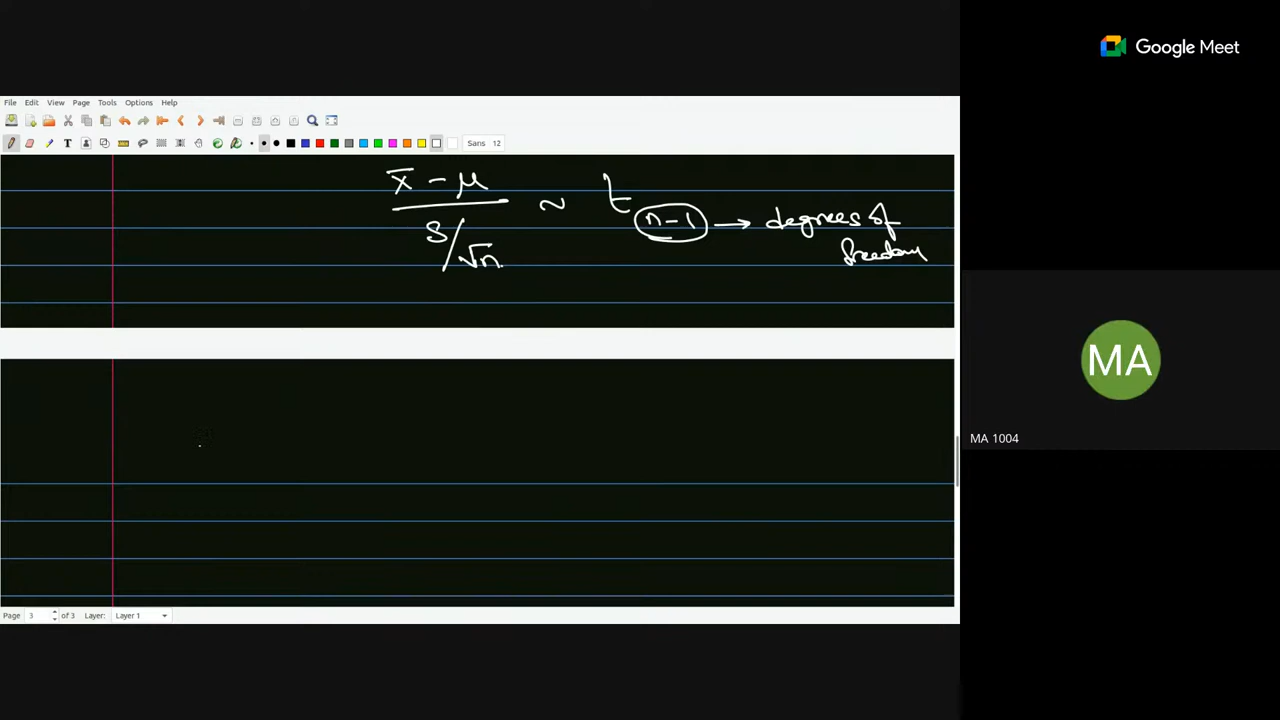 Google Meet
File Edit View Page Tools Options Help
T Sans 12
x̄ - μ
S/√n ~ t n-1 → degrees of freedom
MA
MA 1004
Page 3 of 3 Layer: Layer 1